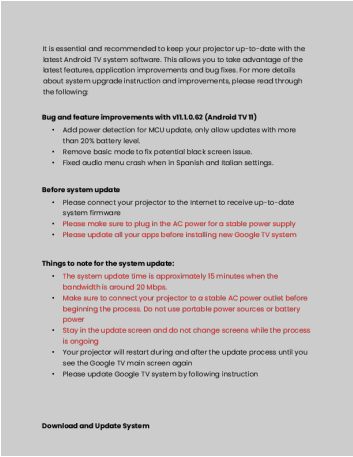 It is essential and recommended to keep your projector up-to-date with the
latest Android TV system software. This allows you to take advantage of the
latest features, application improvements and bug fixes. For more details
about system upgrade instruction and improvements, please read through
the following:
Bug and feature improvements with v11.1.0.62 (Android TV 11)
• Add power detection for MCU update, only allow updates with more
than 20% battery level.
• Remove basic mode to fix potential black screen issue.
• Fixed audio menu crash when in Spanish and Italian settings.
Before system update
• Please connect your projector to the Internet to receive up-to-date
system firmware
• Please make sure to plug in the AC power for a stable power supply
• Please update all your apps before installing new Google TV system
Things to note for the system update:
• The system update time is approximately 15 minutes when the
bandwidth is around 20 Mbps.
• Make sure to connect your projector to a stable AC power outlet before
beginning the process. Do not use portable power sources or battery
power
• Stay in the update screen and do not change screens while the process
is ongoing
• Your projector will restart during and after the update process until you
see the Google TV main screen again
• Please update Google TV system by following instruction
Download and Update System